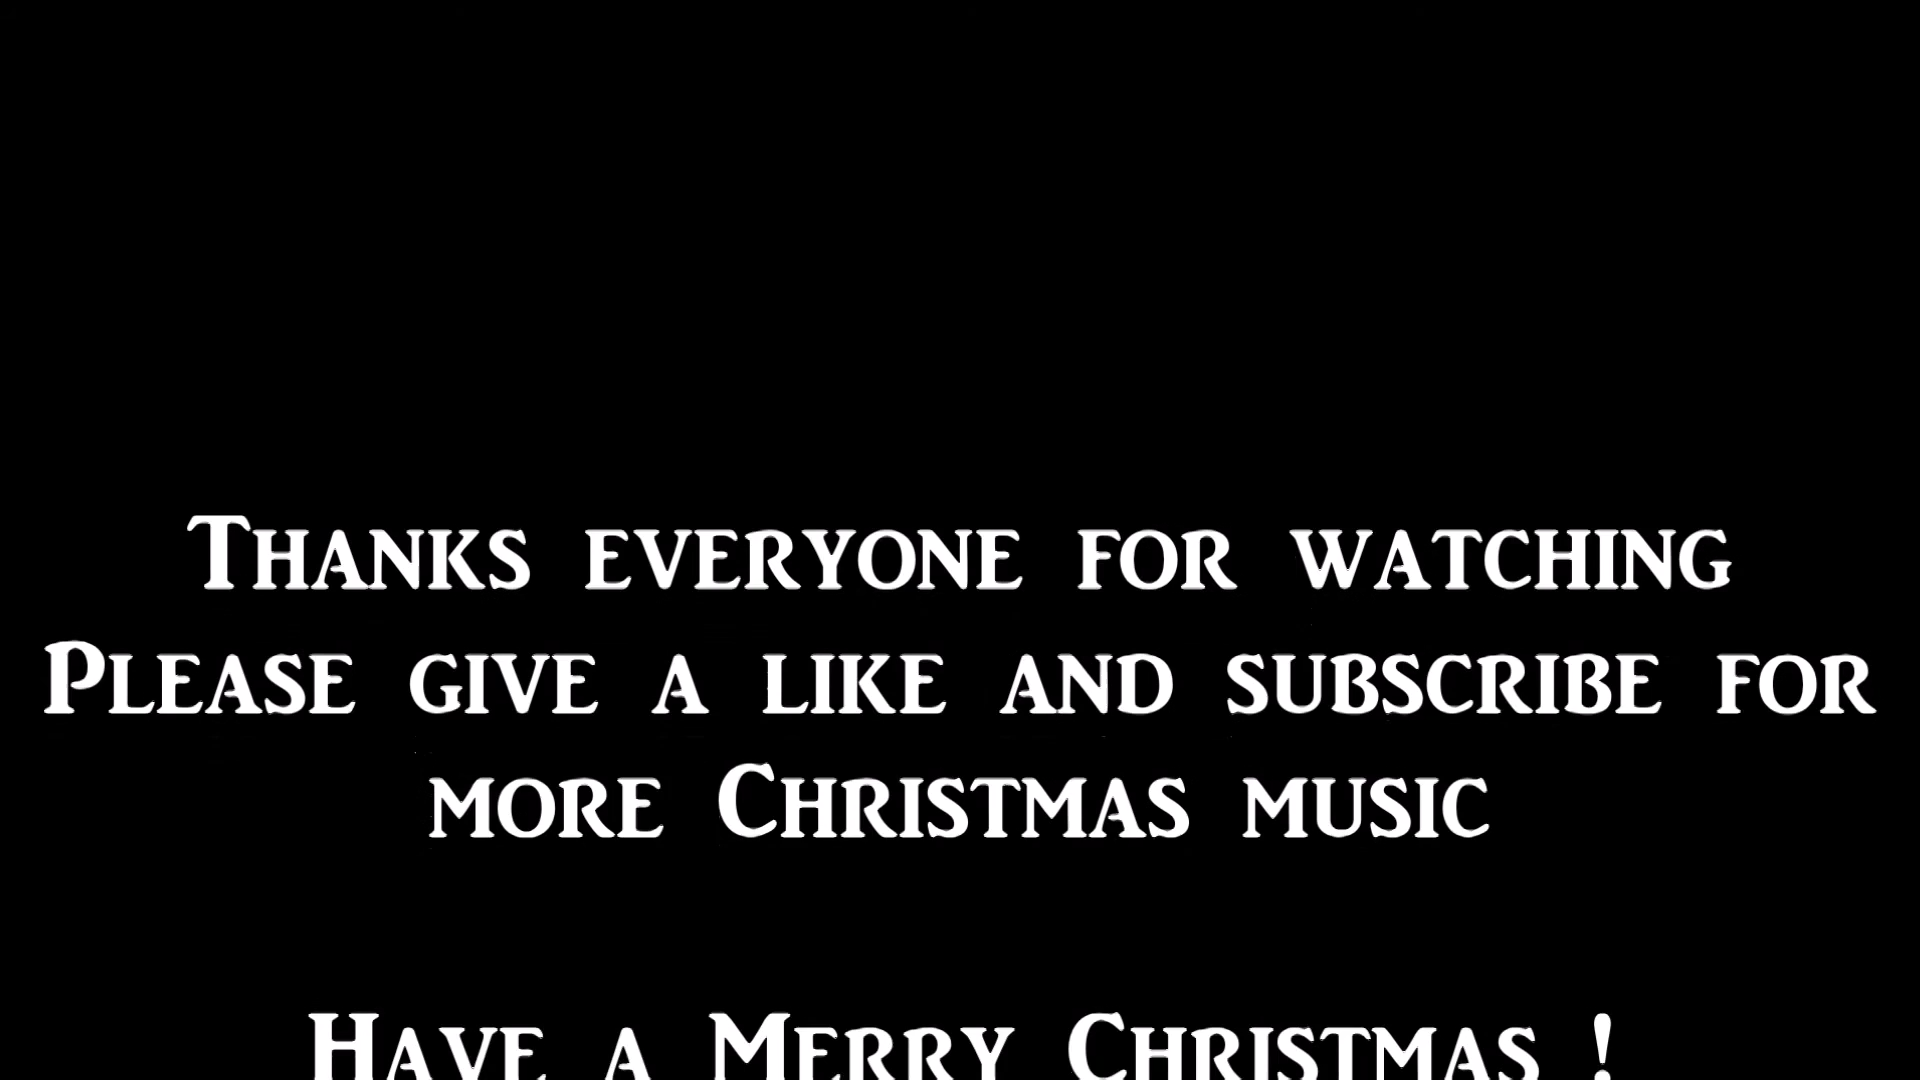 Thanks everyone for watching
Please give a like and subscribe for
more Christmas music
Have a Merry Christmas !